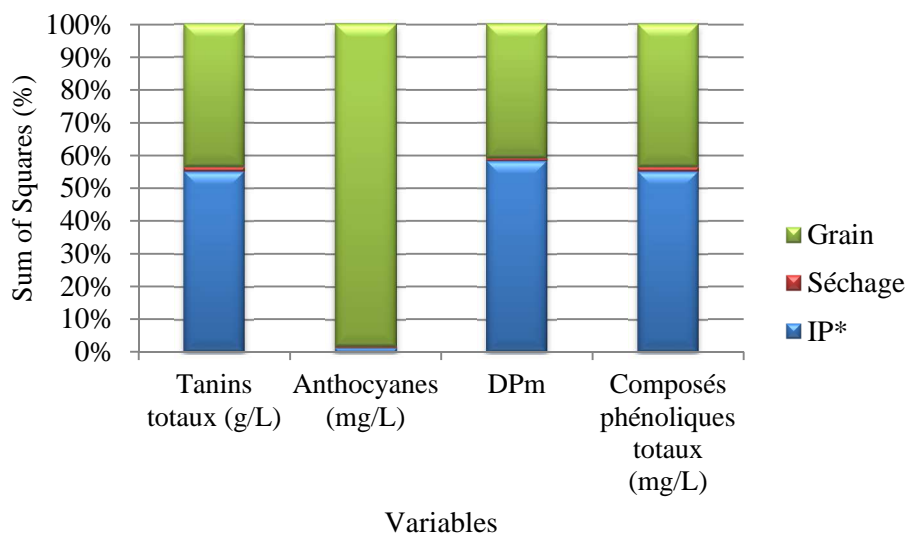 100%
90%
80%
70%
60%
50%
40%
30%
20%
10%
0%
Sum of Squares (%)
Tanins
totaux (g/L)
Anthocyanes
(mg/L)
DPm
Composés
phénoliques
totaux
(mg/L)
Variables
Grain
Séchage
IP*